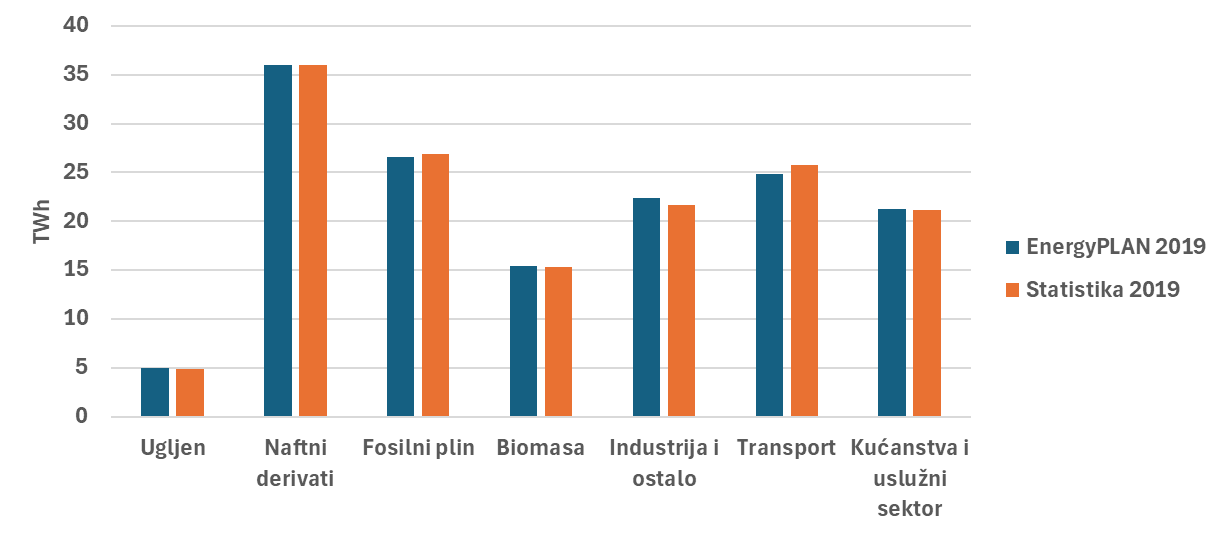 40
35
30
25
20
15
10
5
0
TWh
Ugljen
Naftni
derivati
Fosilni plin
Biomasa
Industrija i
ostalo
Transport
Kućanstva i
uslužni
sektor
EnergyPLAN 2019
Statistika 2019